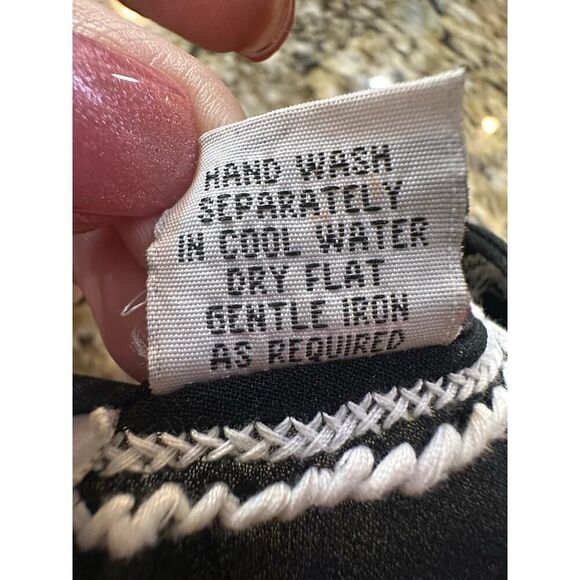 HAND WASH
SEPARATELY
IN COOL WATER
DRY FLAT
GENTLE IRON
AS REQUIRED